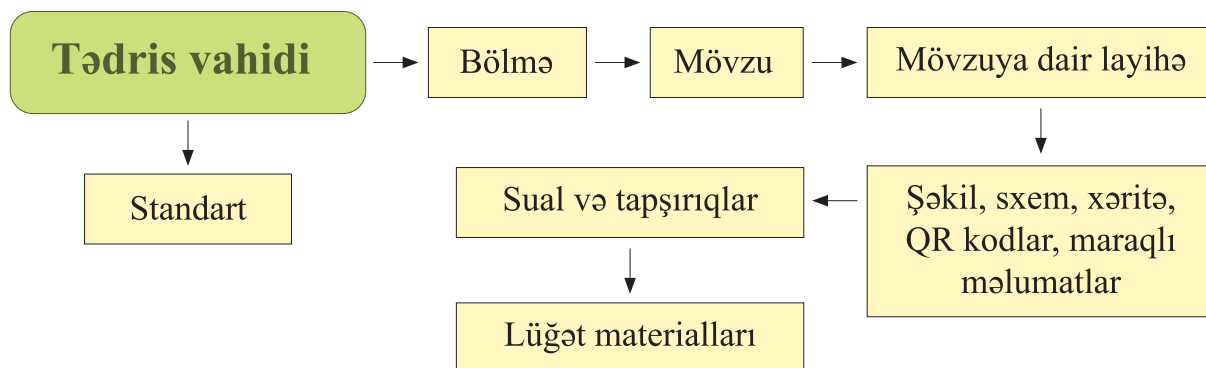 Tədris vahidi
Bölmə
Mövzu
Mövzuya dair layihə
Standart
Sual və tapşırıqlar
Şəkil, sxem, xəritə,
QR kodlar, maraqlı
məlumatlar
Lüğət materialları